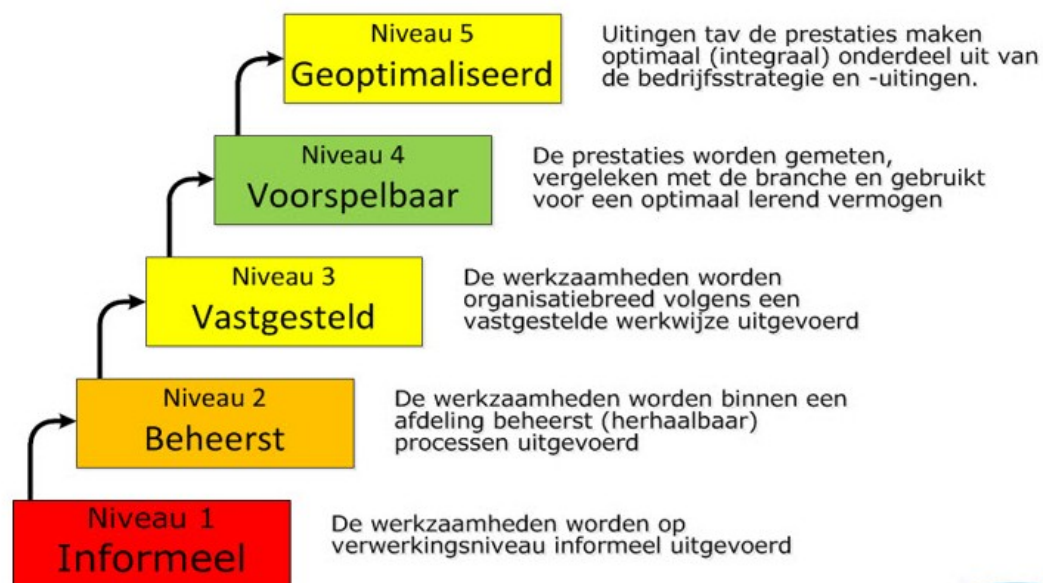 Niveau 5
Geoptimaliseerd
Uitingen tav de prestaties maken
optimaal (integraal) onderdeel uit van
de bedrijfsstrategie en -uitingen.
Niveau 4
Voorspelbaar
De prestaties worden gemeten,
vergeleken met de branche en gebruikt
voor een optimaal lerend vermogen
Niveau 3
Vastgesteld
De werkzaamheden worden
organisatiebreed volgens een
vastgestelde werkwijze uitgevoerd
Niveau 2
Beheerst
De werkzaamheden worden binnen een
afdeling beheerst (herhaalbaar)
processen uitgevoerd
Niveau 1
Informeel
De werkzaamheden worden op
verwerkingsniveau informeel uitgevoerd